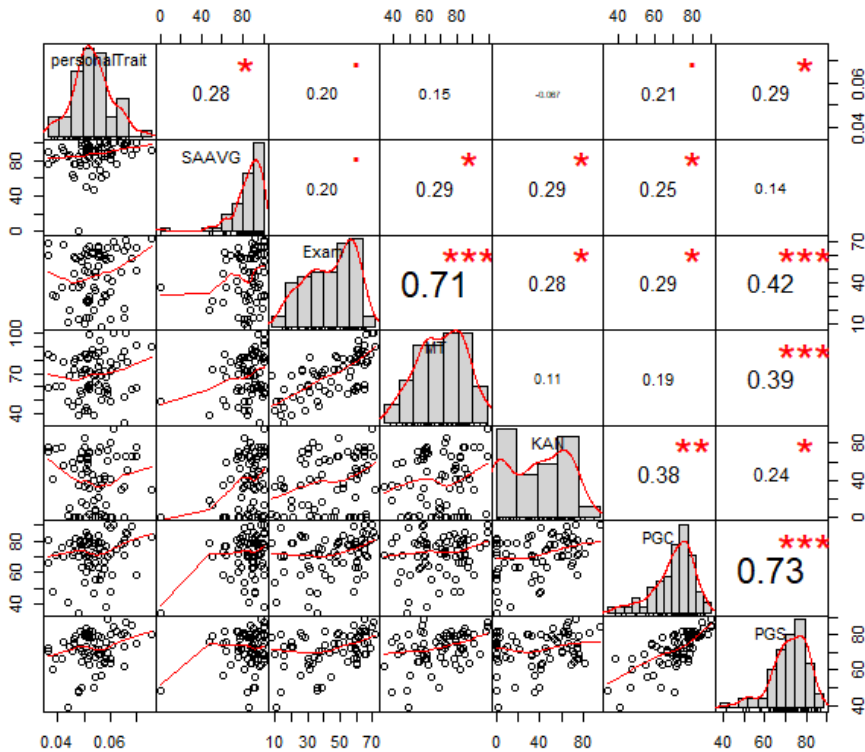 0 40 80 40 60 80 40 60 80
personalTrait 0.28 * 0.20 . 0.15 -0.067 0.21 . 0.29 * 0.04 0.06
0 40 80 SAAVG 0.20 . 0.29 * 0.29 * 0.25 * 0.14
Exam 0.71 *** 0.28 * 0.29 * 0.42 *** 10 40 70
40 70 100 MT 0.11 0.19 0.39 ***
KAN 0.38 ** 0.24 * 0 40 80
40 60 80 PGC 0.73 ***
PGS 40 60 80
0.04 0.06 10 30 50 70 0 40 80 40 60 80